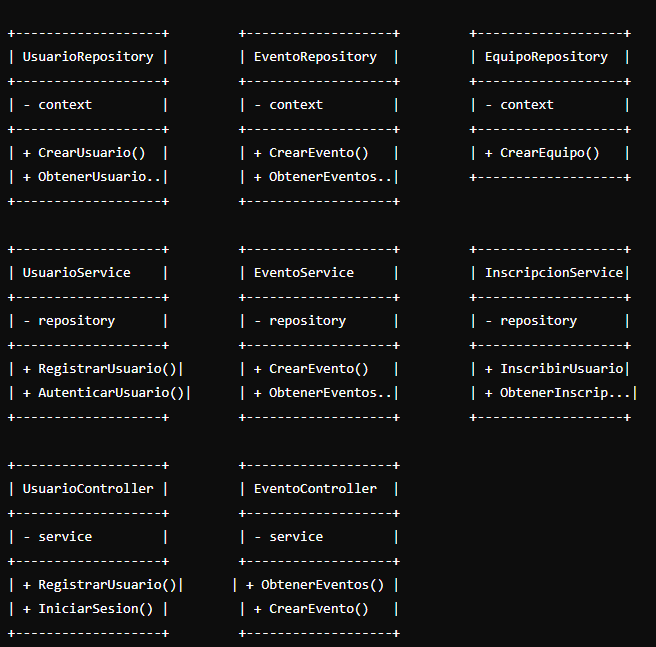 +-------------------+         +-------------------+         +-------------------+
| UsuarioRepository |         | EventoRepository  |         | EquipoRepository  |
+-------------------+         +-------------------+         +-------------------+
| - context         |         | - context         |         | - context         |
+-------------------+         +-------------------+         +-------------------+
| + CrearUsuario()  |         | + CrearEvento()   |         | + CrearEquipo()   |
| + ObtenerUsuario..|         | + ObtenerEventos..|         +-------------------+
+-------------------+         +-------------------+

+-------------------+         +-------------------+         +-------------------+
| UsuarioService    |         | EventoService     |         | InscripcionService|
+-------------------+         +-------------------+         +-------------------+
| - repository      |         | - repository      |         | - repository      |
+-------------------+         +-------------------+         +-------------------+
| + RegistrarUsuario()|       | + CrearEvento()   |         | + InscribirUsuario|
| + AutenticarUsuario()|      | + ObtenerEventos..|         | + ObtenerInscrip...|
+-------------------+         +-------------------+         +-------------------+

+-------------------+         +-------------------+
| UsuarioController |         | EventoController  |
+-------------------+         +-------------------+
| - service         |         | - service         |
+-------------------+         +-------------------+
| + RegistrarUsuario()|      | + ObtenerEventos() |
| + IniciarSesion() |         | + CrearEvento()   |
+-------------------+         +-------------------+